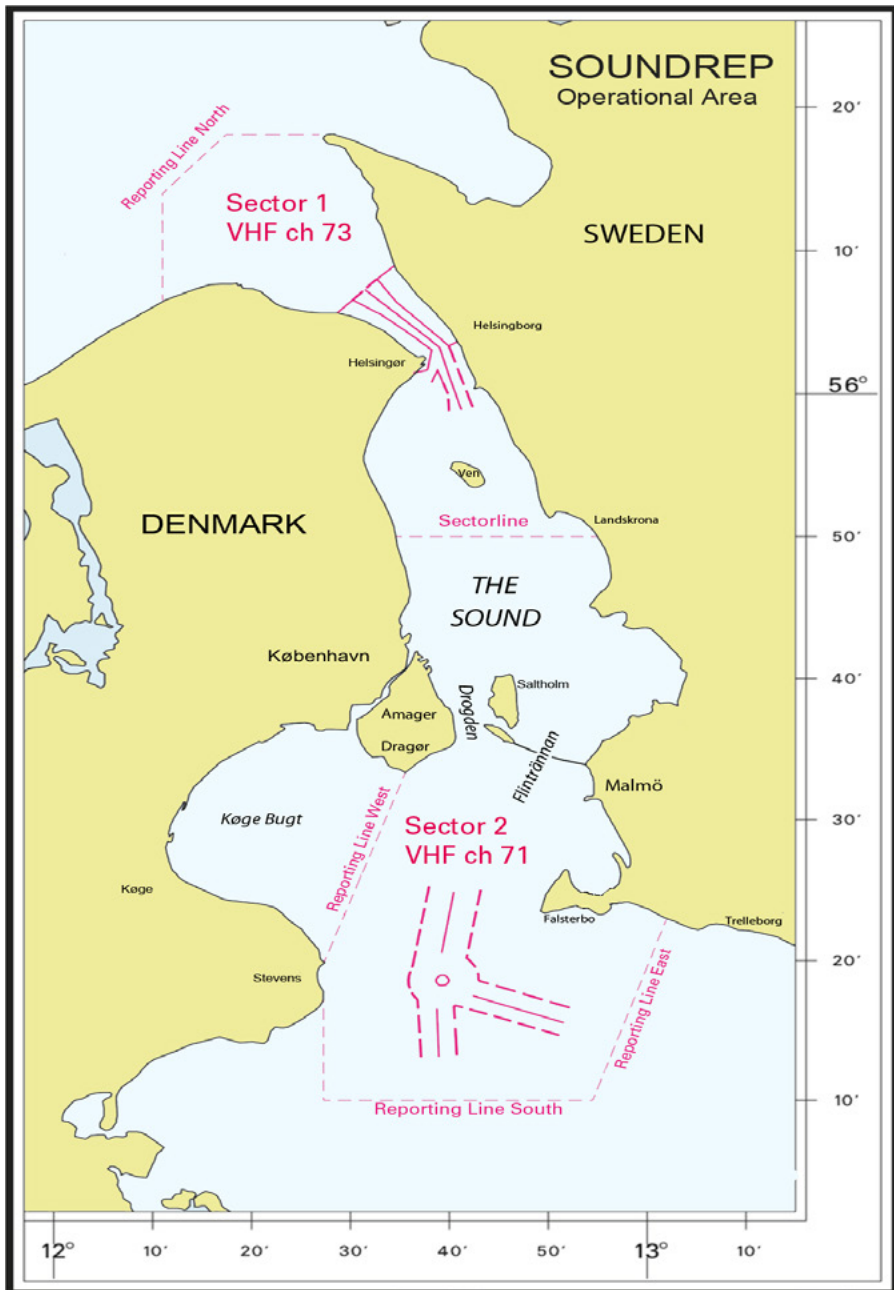 SOUNDREP
Operational Area
20′
Reporting Line North
Sector 1
VHF ch 73
SWEDEN
10′
Helsingborg
Helsingør
56°
Ven
DENMARK
Sectorline
Landskrona
50′
THE
SOUND
København
40′
Saltholm
Drogden
Amager
Dragør
Flintrännan
Malmö
30′
Køge Bugt
Reporting Line West
Sector 2
VHF ch 71
Køge
Falsterbo
Trelleborg
Stevens
20′
Reporting Line East
10′
Reporting Line South
12°
10′
20′
30′
40′
50′
13°
10′